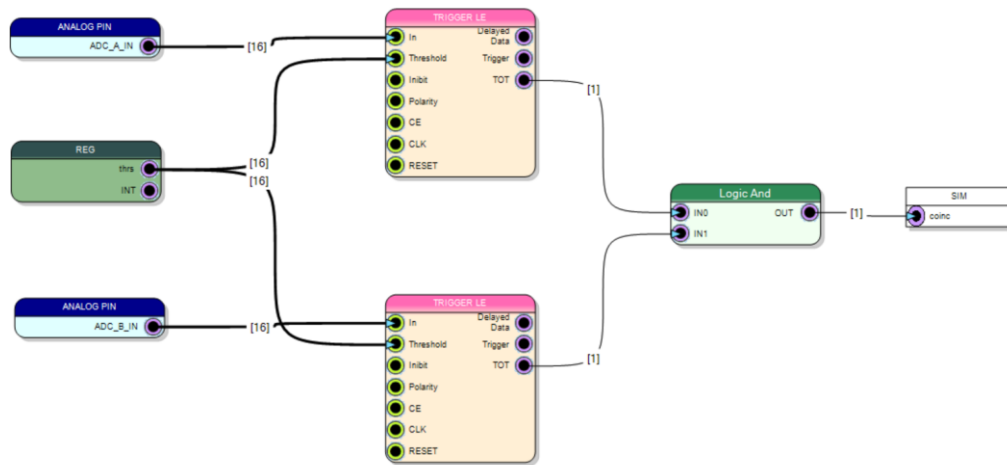 ANALOG PIN
ADC_A_IN
[16]
TRIGGER LE
In
Threshold
Inibit
Polarity
CE
CLK
RESET
Delayed
Data
Trigger
TOT
[1]
REG
thrs
INT
[16]
[16]
Logic And
IN0
IN1
OUT
[1]
SIM
coinc
ANALOG PIN
ADC_B_IN
[16]
TRIGGER LE
In
Threshold
Inibit
Polarity
CE
CLK
RESET
Delayed
Data
Trigger
TOT
[1]